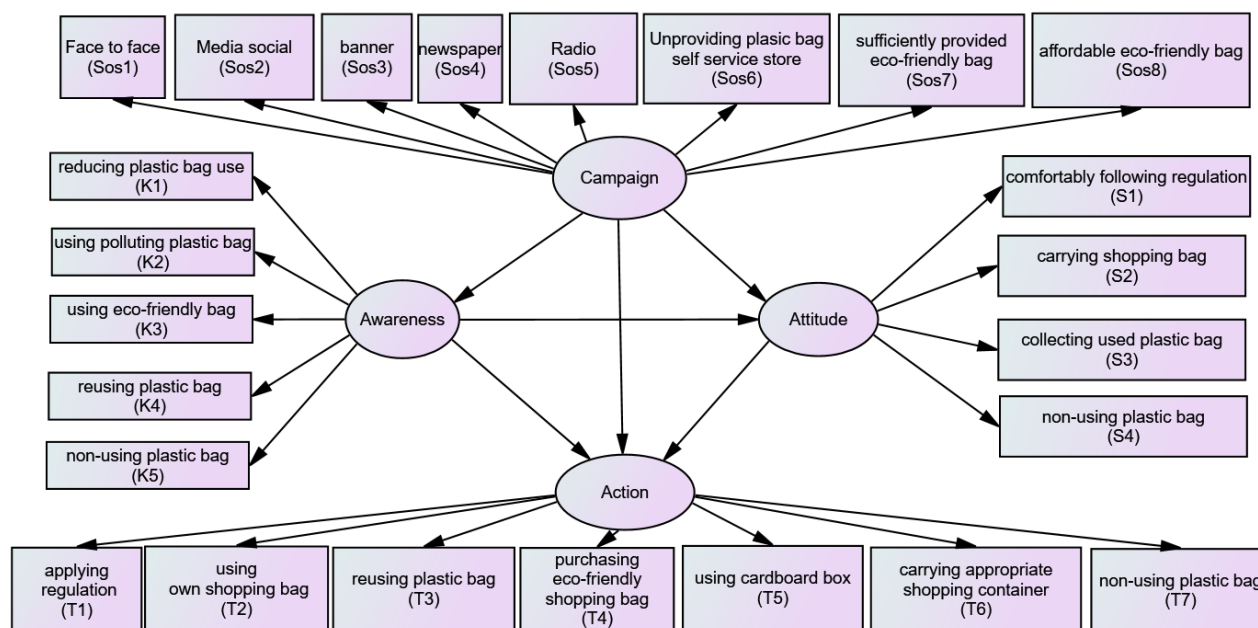 Face to face
(Sos1)
Media social
(Sos2)
banner
(Sos3)
newspaper
(Sos4)
Radio
(Sos5)
Unproviding plasic bag
self service store
(Sos6)
sufficiently provided
eco-friendly bag
(Sos7)
affordable eco-friendly bag
(Sos8)
Campaign
reducing plastic bag use
(K1)
using polluting plastic bag
(K2)
using eco-friendly bag
(K3)
reusing plastic bag
(K4)
non-using plastic bag
(K5)
Awareness
Attitude
comfortably following regulation
(S1)
carrying shopping bag
(S2)
collecting used plastic bag
(S3)
non-using plastic bag
(S4)
Action
applying
regulation
(T1)
using
own shopping bag
(T2)
reusing plastic bag
(T3)
purchasing
eco-friendly
shopping bag
(T4)
using cardboard box
(T5)
carrying appropriate
shopping container
(T6)
non-using plastic bag
(T7)